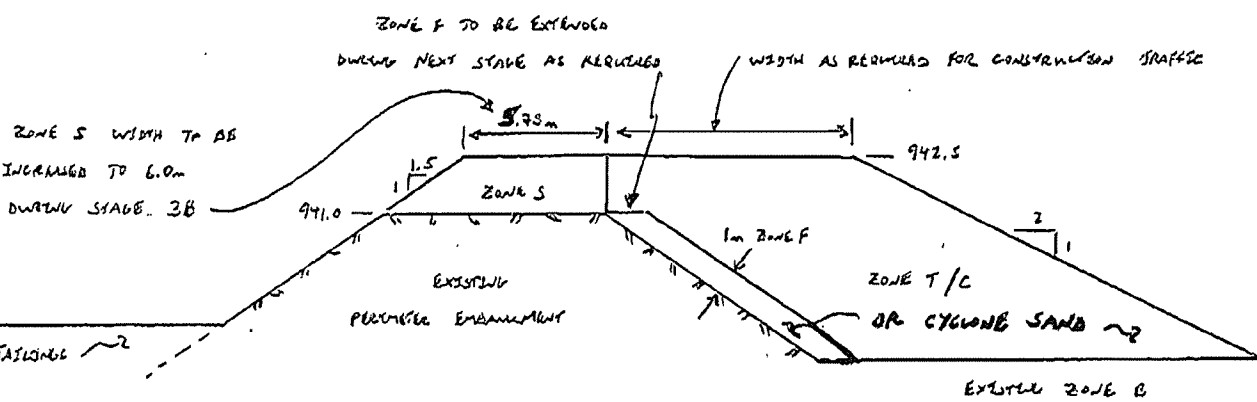 ZONE F TO BE EXTENDED
DURING NEXT STAGE AS REQUIRED
WIDTH AS REQUIRED FOR CONSTRUCTION TRAFFIC
ZONE S WIDTH TO BE
INCREASED TO 6.0m
DURING STAGE 3B
5.75m
942.5
1.5
1
ZONE S
941.0
2
1
1m ZONE F
EXISTING
PERIMETER EMBANKMENT
ZONE T/C
OR CYCLONE SAND
TAILINGS
EXISTING ZONE B